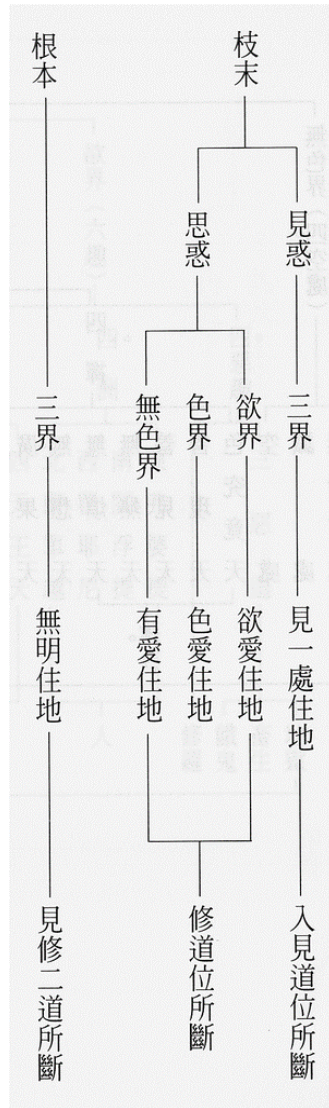 枝末
見惑
三界
見一處住地
入見道位所斷
思惑
欲界
欲愛住地
色界
色愛住地
無色界
有愛住地
修道位所斷
根本
三界
無明住地
見修二道所斷